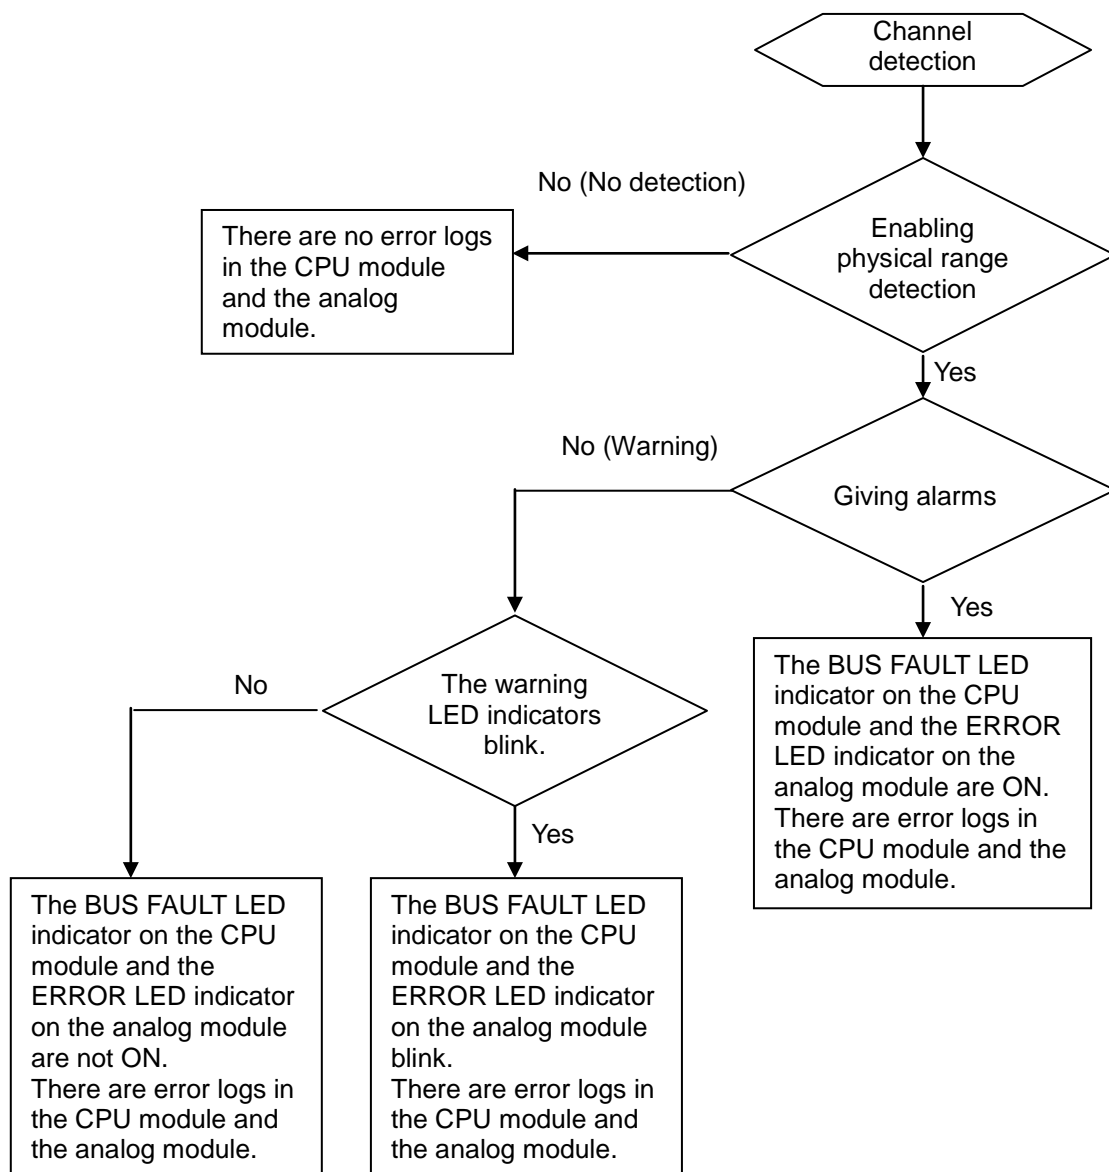 Channel
detection
No (No detection)
There are no error logs
in the CPU module
and the analog
module.
Enabling
physical range
detection
Yes
No (Warning)
Giving alarms
Yes
The BUS FAULT LED
indicator on the CPU
module and the ERROR
LED indicator on the
analog module are ON.
There are error logs in
the CPU module and the
analog module.
No
The warning
LED indicators
blink.
Yes
The BUS FAULT LED
indicator on the CPU
module and the
ERROR LED indicator
on the analog module
are not ON.
There are error logs in
the CPU module and
the analog module.
The BUS FAULT LED
indicator on the CPU
module and the
ERROR LED indicator
on the analog module
blink.
There are error logs in
the CPU module and
the analog module.